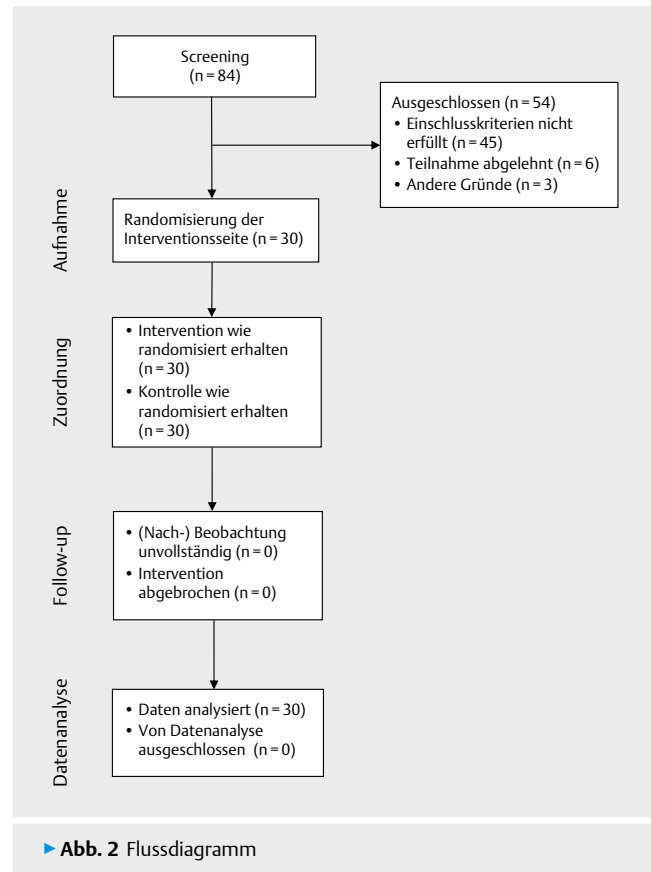 Screening
(n = 84)
Ausgeschlossen (n = 54)
• Einschlusskriterien nicht
erfüllt (n = 45)
• Teilnahme abgelehnt (n = 6)
• Andere Gründe (n = 3)
Aufnahme
Randomisierung der
Interventionsseite (n = 30)
Zuordnung
• Intervention wie
randomisiert erhalten
(n = 30)
• Kontrolle wie
randomisiert erhalten
(n = 30)
Follow-up
• (Nach-) Beobachtung
unvollständig (n = 0)
• Intervention
abgebrochen (n = 0)
Datenanalyse
• Daten analysiert (n = 30)
• Von Datenanalyse
ausgeschlossen (n = 0)
▶ Abb. 2 Flussdiagramm